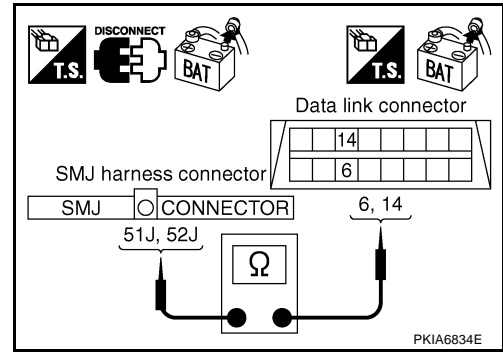 DISCONNECT
T.S.
BAT
T.S.
BAT
Data link connector
14
6
SMJ harness connector
SMJ CONNECTOR
6, 14
51J, 52J
Ω
PKIA6834E